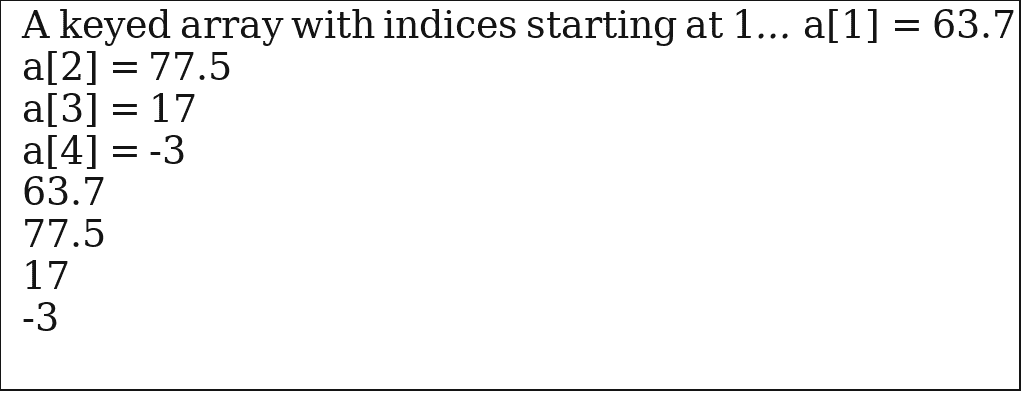 A keyed array with indices starting at 1... a[1] = 63.7
a[2] = 77.5
a[3] = 17
a[4] = -3
63.7
77.5
17
-3